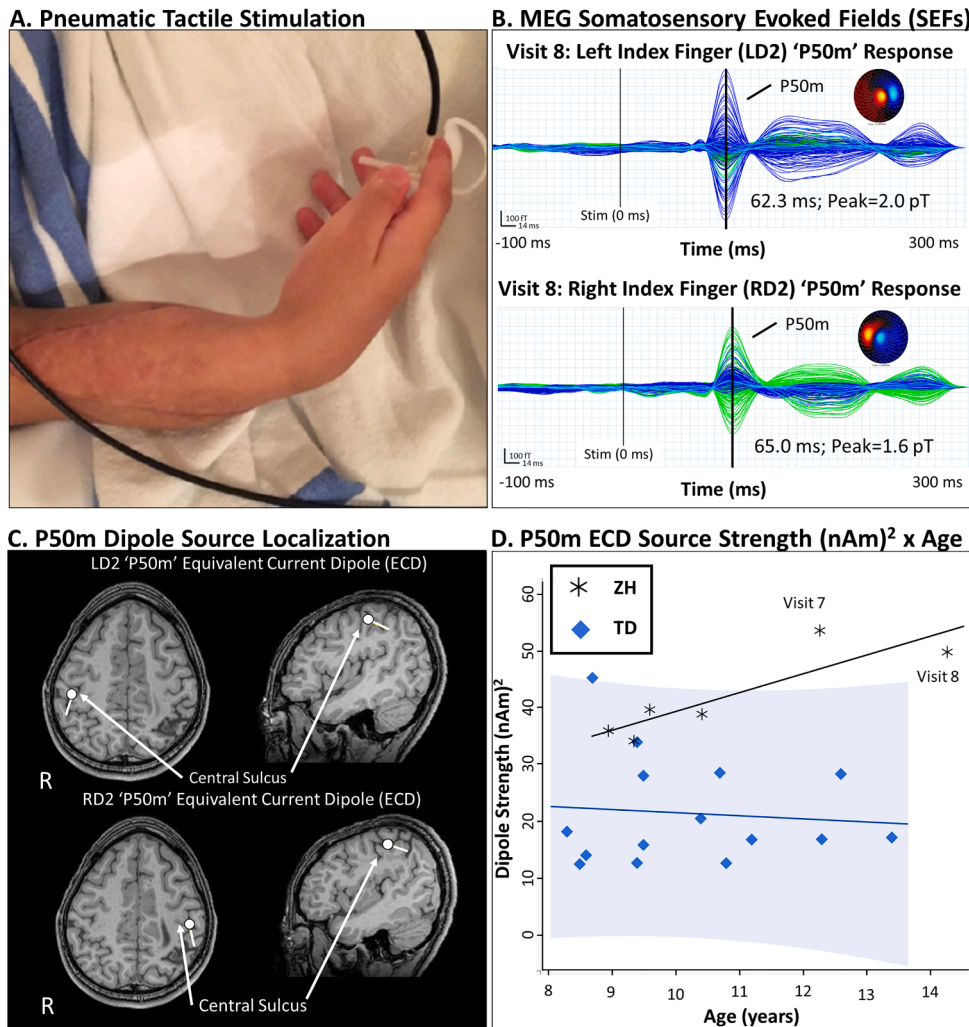 A. Pneumatic Tactile Stimulation
B. MEG Somatosensory Evoked Fields (SEFs)
Visit 8: Left Index Finger (LD2) ‘P50m’ Response
P50m
62.3 ms; Peak=2.0 pT
Stim (0 ms)
100 fT
14 ms
-100 ms
300 ms
Time (ms)
Visit 8: Right Index Finger (RD2) ‘P50m’ Response
P50m
65.0 ms; Peak=1.6 pT
Stim (0 ms)
100 fT
14 ms
-100 ms
300 ms
Time (ms)
C. P50m Dipole Source Localization
LD2 ‘P50m’ Equivalent Current Dipole (ECD)
Central Sulcus
R
RD2 ‘P50m’ Equivalent Current Dipole (ECD)
Central Sulcus
R
D. P50m ECD Source Strength (nAm)² x Age
ZH
TD
Visit 7
Visit 8
Dipole Strength (nAm)²
60
50
40
30
20
10
0
8 9 10 11 12 13 14
Age (years)